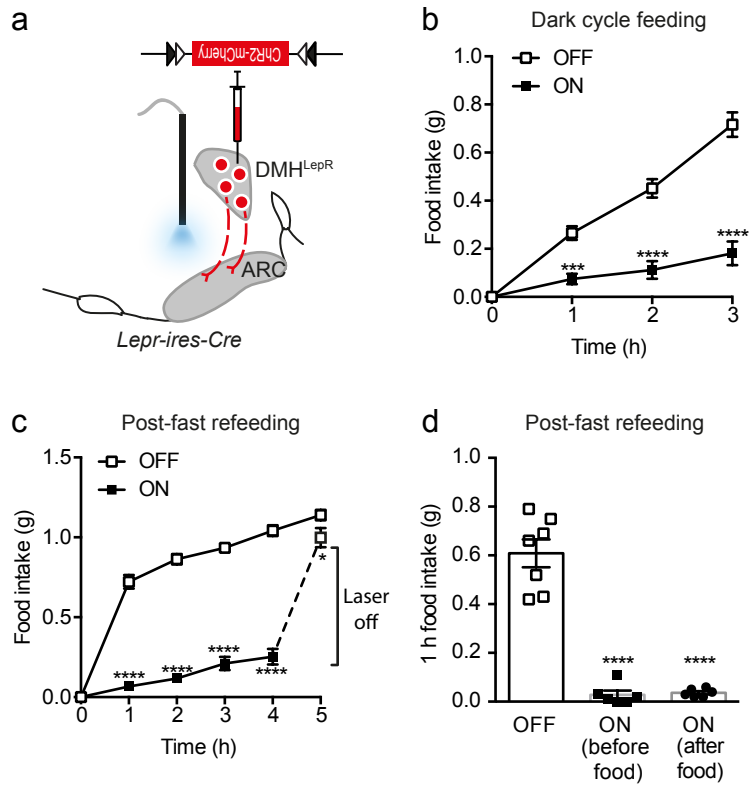 a
ChR2-mCherry
DMH^LepR
ARC
Lepr-ires-Cre
b
Dark cycle feeding
OFF
ON
Food intake (g)
1.0
0.8
0.6
0.4
0.2
0.0
***
****
****
0
1
2
3
Time (h)
c
Post-fast refeeding
OFF
ON
Food intake (g)
1.5
1.0
0.5
0.0
****
****
****
****
*
Laser
off
0
1
2
3
4
5
Time (h)
d
Post-fast refeeding
1 h food intake (g)
1.0
0.8
0.6
0.4
0.2
0.0
****
****
OFF
ON
(before
food)
ON
(after
food)